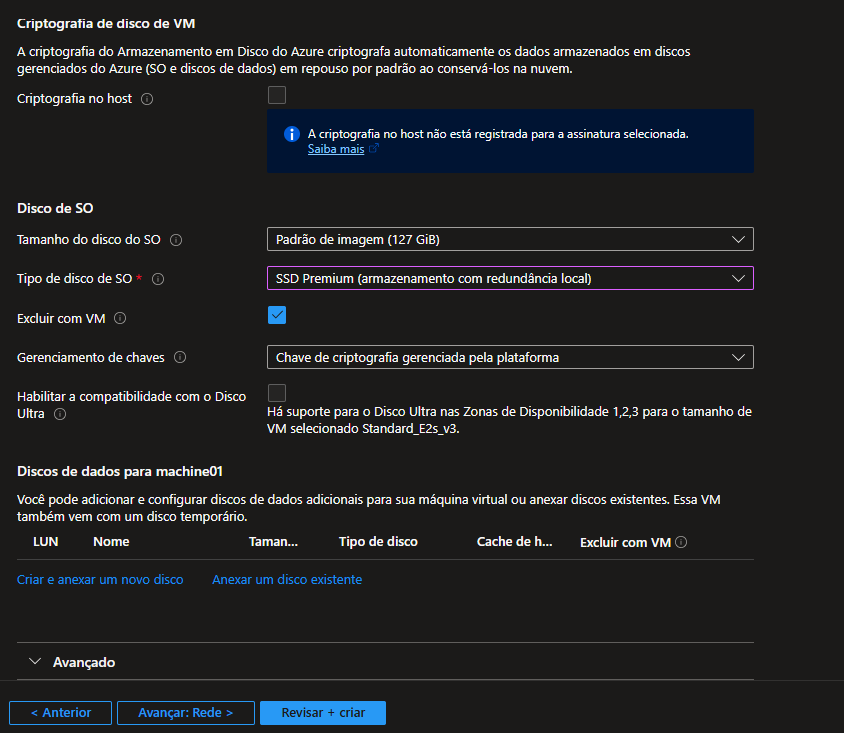 Criptografia de disco de VM
A criptografia do Armazenamento em Disco do Azure criptografa automaticamente os dados armazenados em discos
gerenciados do Azure (SO e discos de dados) em repouso por padrão ao conservá-los na nuvem.
Criptografia no host
A criptografia no host não está registrada para a assinatura selecionada.
Saiba mais
Disco de SO
Tamanho do disco do SO
Padrão de imagem (127 GiB)
Tipo de disco de SO *
SSD Premium (armazenamento com redundância local)
Excluir com VM
Gerenciamento de chaves
Chave de criptografia gerenciada pela plataforma
Habilitar a compatibilidade com o Disco
Ultra
Há suporte para o Disco Ultra nas Zonas de Disponibilidade 1,2,3 para o tamanho de
VM selecionado Standard_E2s_v3.
Discos de dados para machine01
Você pode adicionar e configurar discos de dados adicionais para sua máquina virtual ou anexar discos existentes. Essa VM
também vem com um disco temporário.
LUN Nome Taman... Tipo de disco Cache de h... Excluir com VM
Criar e anexar um novo disco Anexar um disco existente
Avançado
< Anterior Avançar: Rede > Revisar + criar